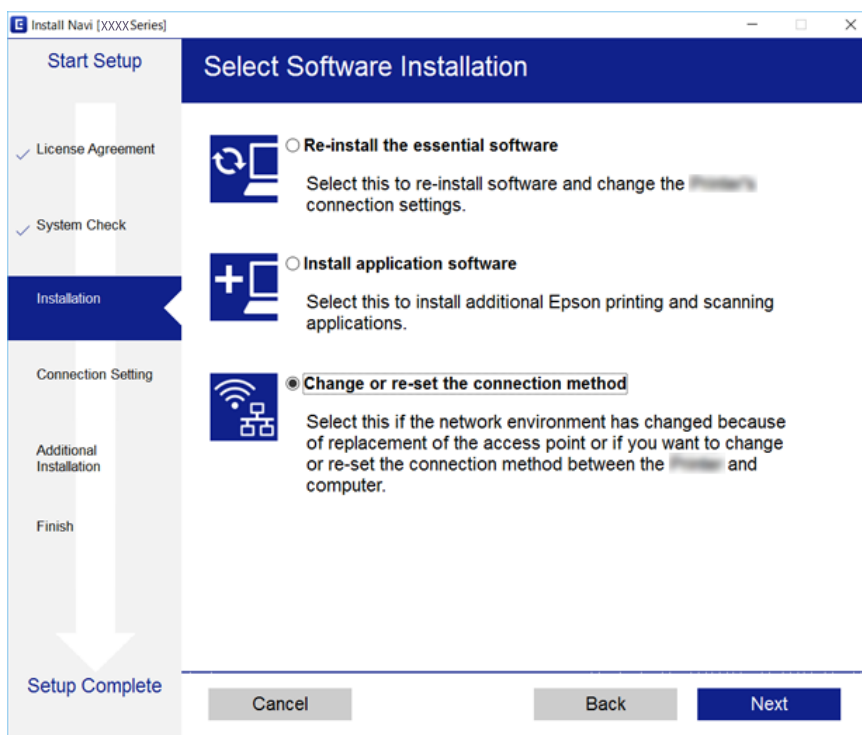 Install Navi [XXXX Series]
Start Setup
Select Software Installation
License Agreement
System Check
Installation
Connection Setting
Additional
Installation
Finish
Setup Complete
Re-install the essential software
Select this to re-install software and change the
connection settings.
Install application software
Select this to install additional Epson printing and scanning
applications.
Change or re-set the connection method
Select this if the network environment has changed because
of replacement of the access point or if you want to change
or re-set the connection method between the and
computer.
Cancel
Back
Next